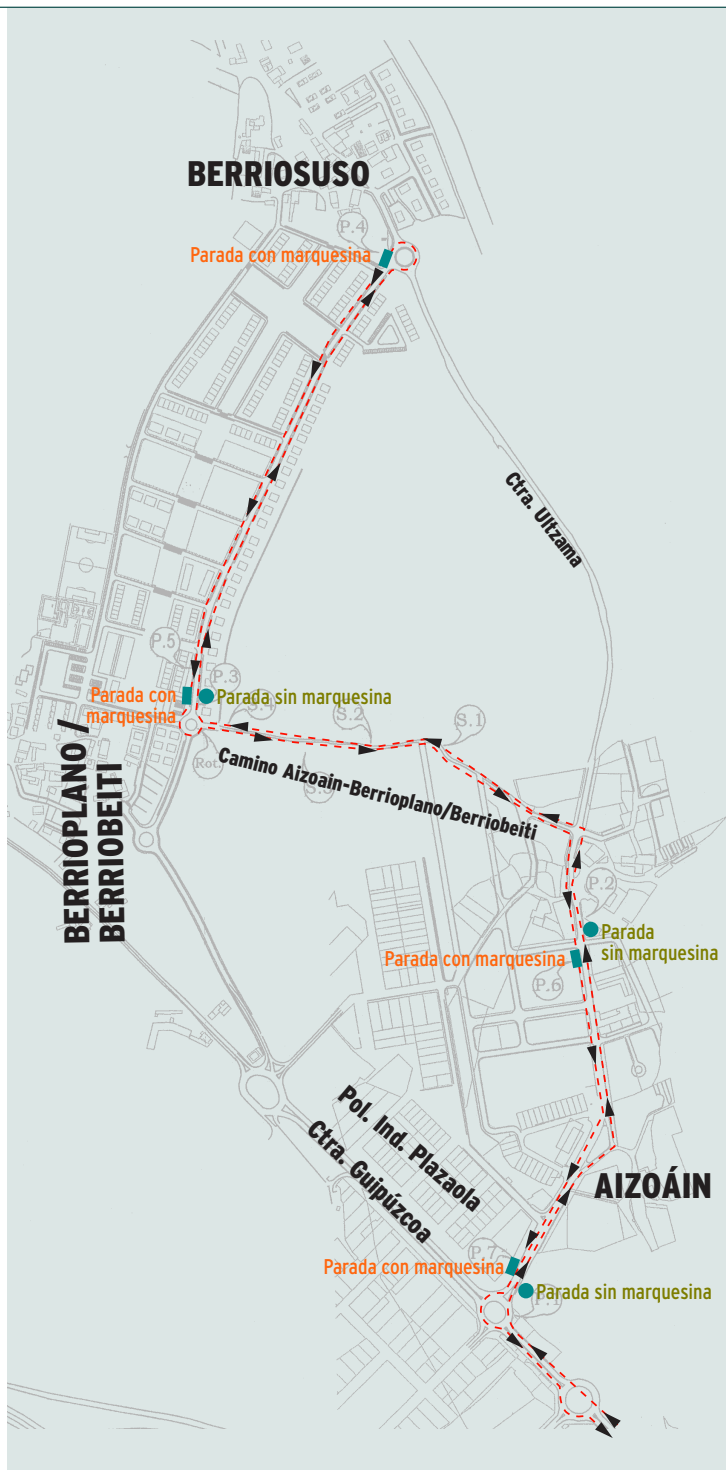 BERRIOSUSO
P.4
Parada con marquesina
Ctra. Ultzama
P.5
P.3
Parada con
marquesina
Parada sin marquesina
S.4
S.2
S.1
Rot.
S.3
Camino Aizoain-Berrioplano/Berriobeiti
BERRIOPLANO /
BERRIOBEITI
P.2
Parada
sin marquesina
Parada con marquesina
P.6
Pol. Ind. Plazaola
Ctra. Guipúzcoa
AIZOÁIN
P.7
Parada con marquesina
P.1
Parada sin marquesina